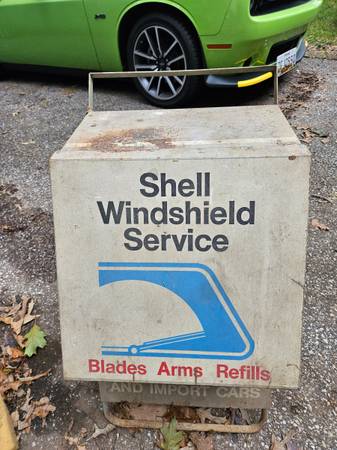 Shell
Windshield
Service
Blades Arms Refills
AND IMPORT CARS